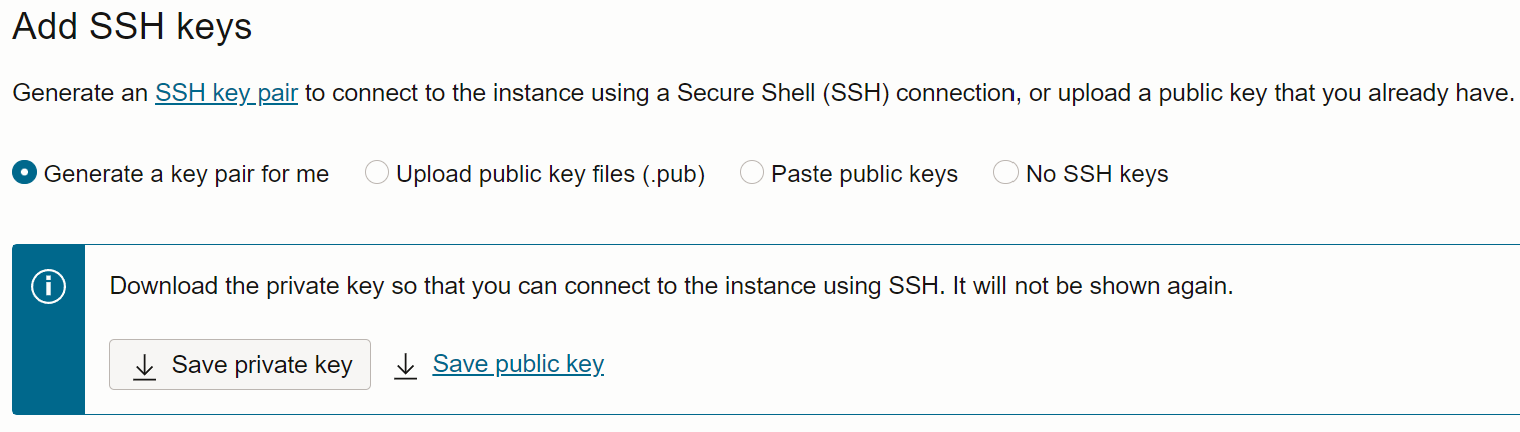 Add SSH keys
Generate an SSH key pair to connect to the instance using a Secure Shell (SSH) connection, or upload a public key that you already have.
Generate a key pair for me Upload public key files (.pub) Paste public keys No SSH keys
Download the private key so that you can connect to the instance using SSH. It will not be shown again.
Save private key Save public key